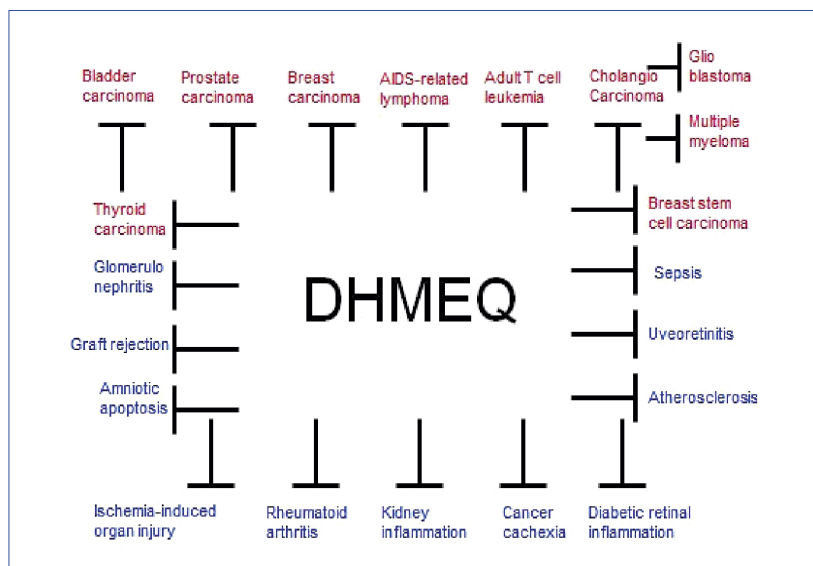 Bladder
carcinoma
Prostate
carcinoma
Breast
carcinoma
AIDS-related
lymphoma
Adult T cell
leukemia
Cholangio
Carcinoma
Glio
blastoma
Multiple
myeloma
Thyroid
carcinoma
Breast stem
cell carcinoma
Glomerulo
nephritis
Sepsis
DHMEQ
Graft rejection
Uveoretinitis
Amniotic
apoptosis
Atherosclerosis
Ischemia-induced
organ injury
Rheumatoid
arthritis
Kidney
inflammation
Cancer
cachexia
Diabetic retinal
inflammation